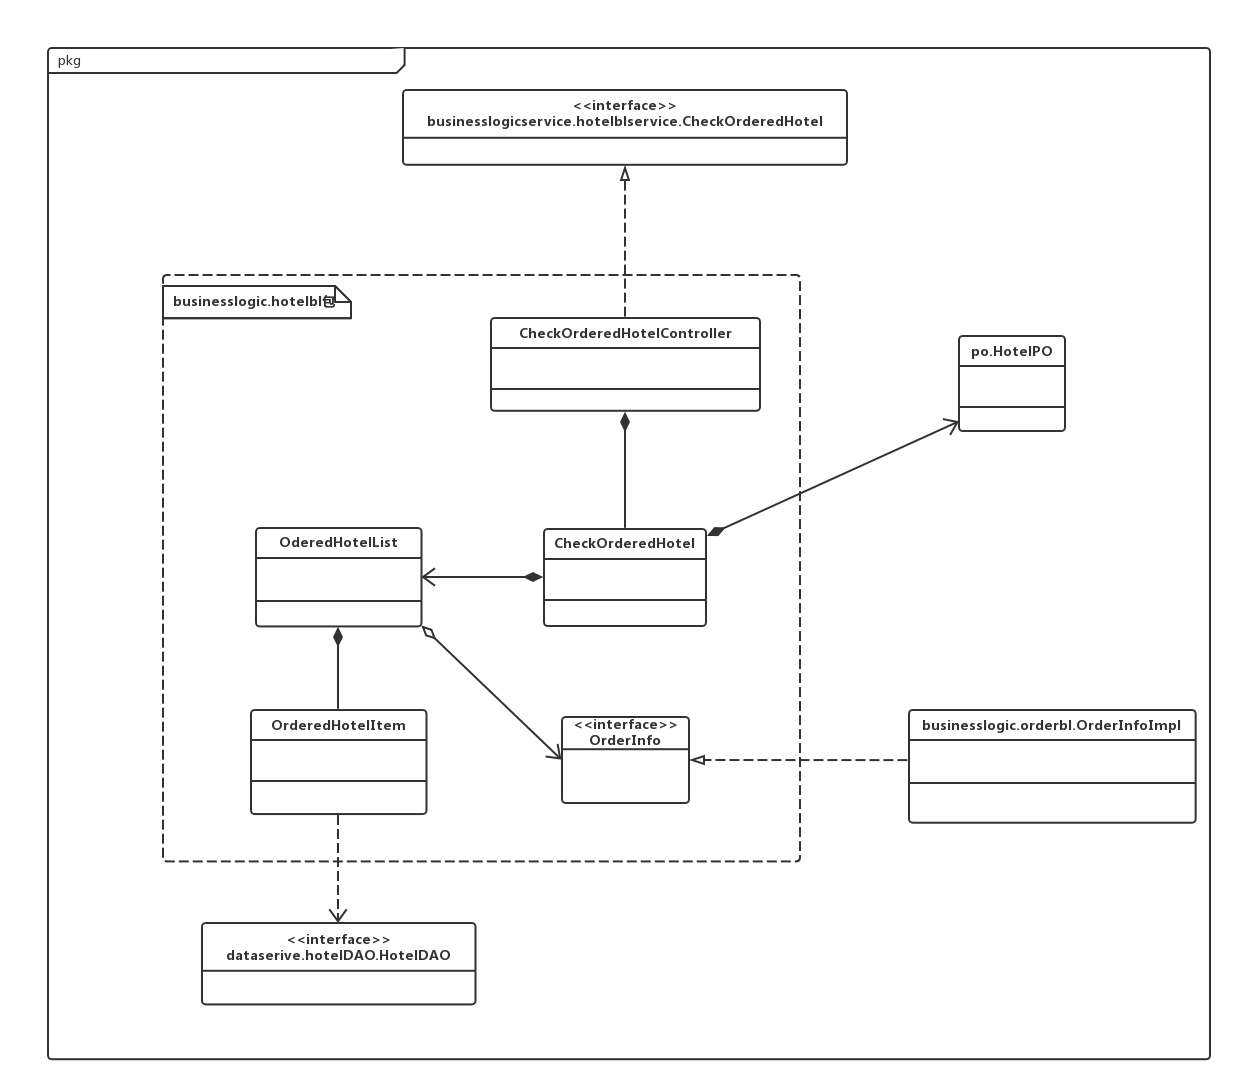 pkg
<<interface>>
businesslogicservice.hotelblservice.CheckOrderedHotel
businesslogic.hotelbl
CheckOrderedHotelController
po.HotelPO
OderedHotelList
CheckOrderedHotel
OrderedHotelItem
<<interface>>
OrderInfo
businesslogic.orderbl.OrderInfoImpl
<<interface>>
dataserive.hotelDAO.HotelDAO